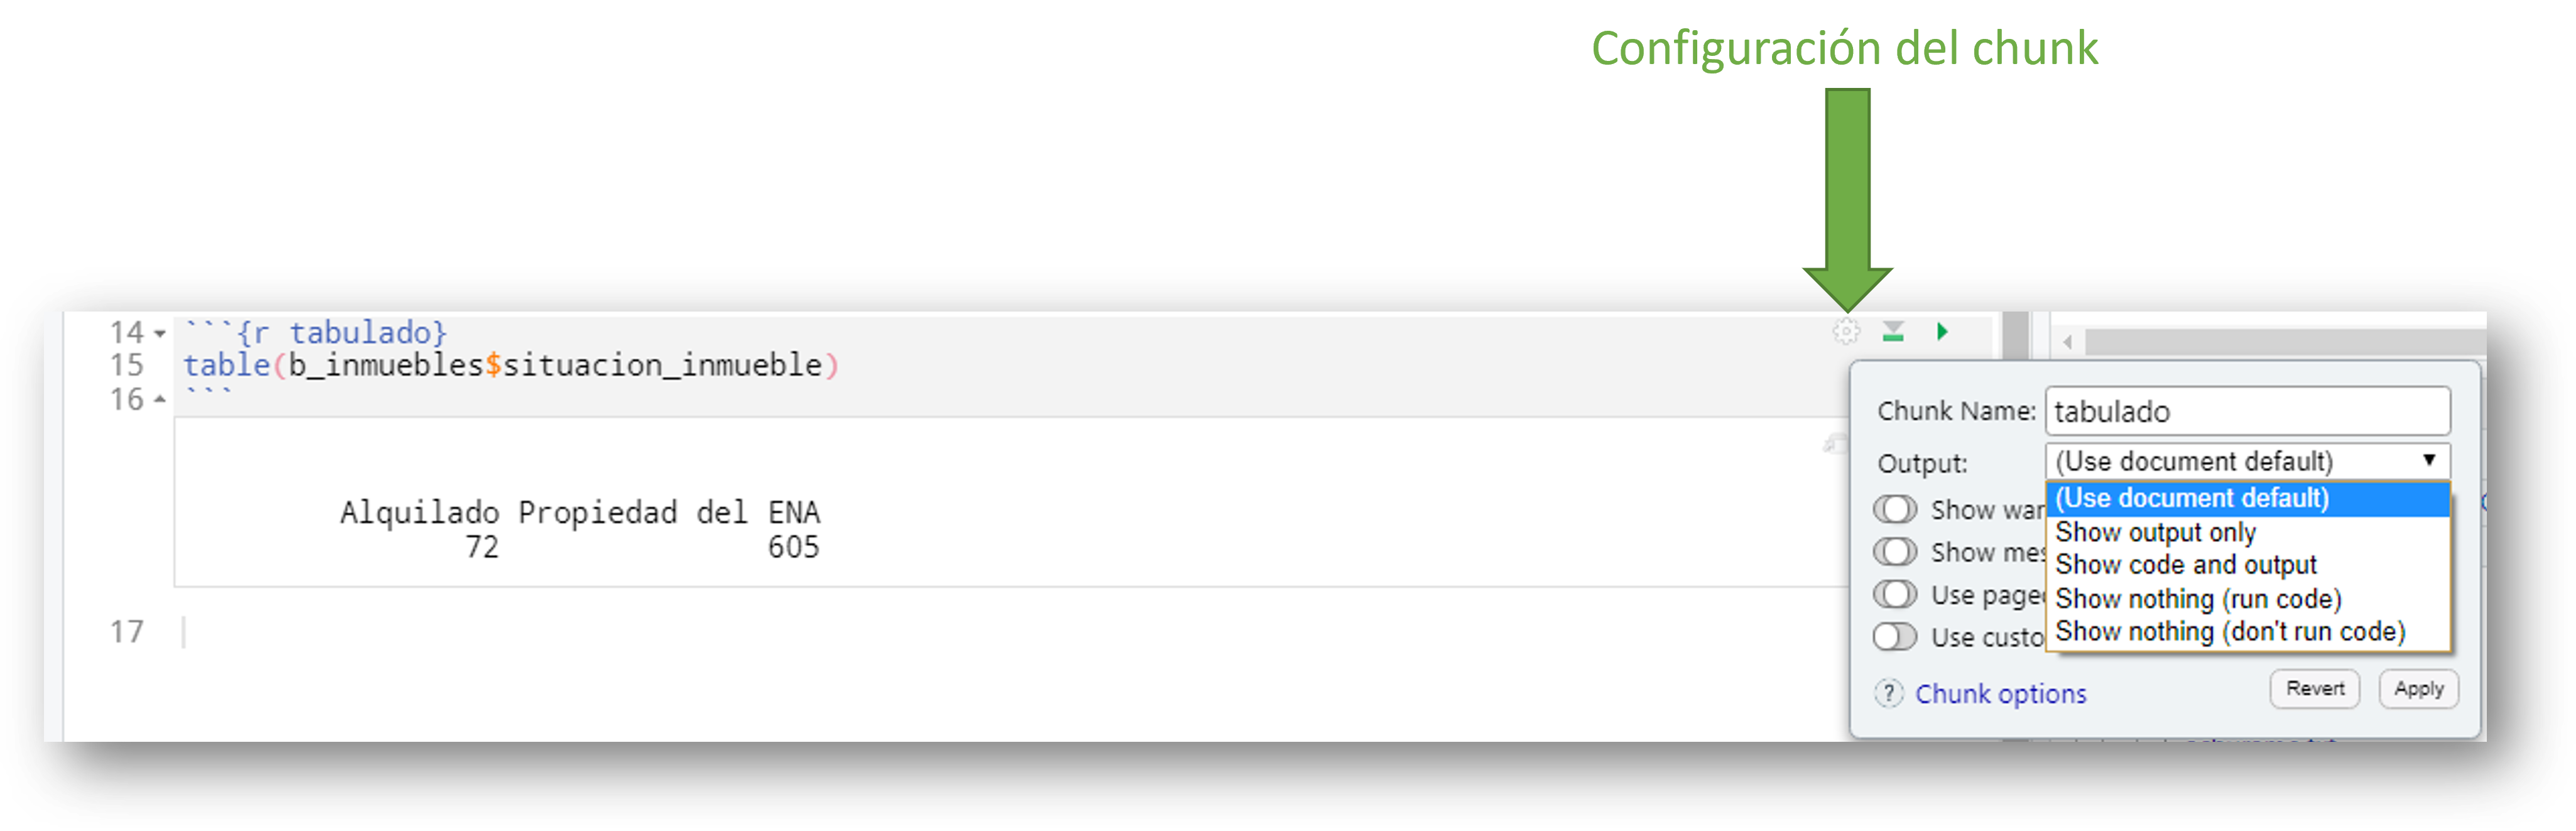 Configuración del chunk
14 ```{r tabulado}
15 table(b_inmuebles$situacion_inmueble)
16 ```
Alquilado Propiedad del ENA
72 605
17
Chunk Name: tabulado
Output: (Use document default)
(Use document default)
Show output only
Show code and output
Show nothing (run code)
Show nothing (don't run code)
Show war
Show mes
Use page
Use custo
? Chunk options
Revert
Apply